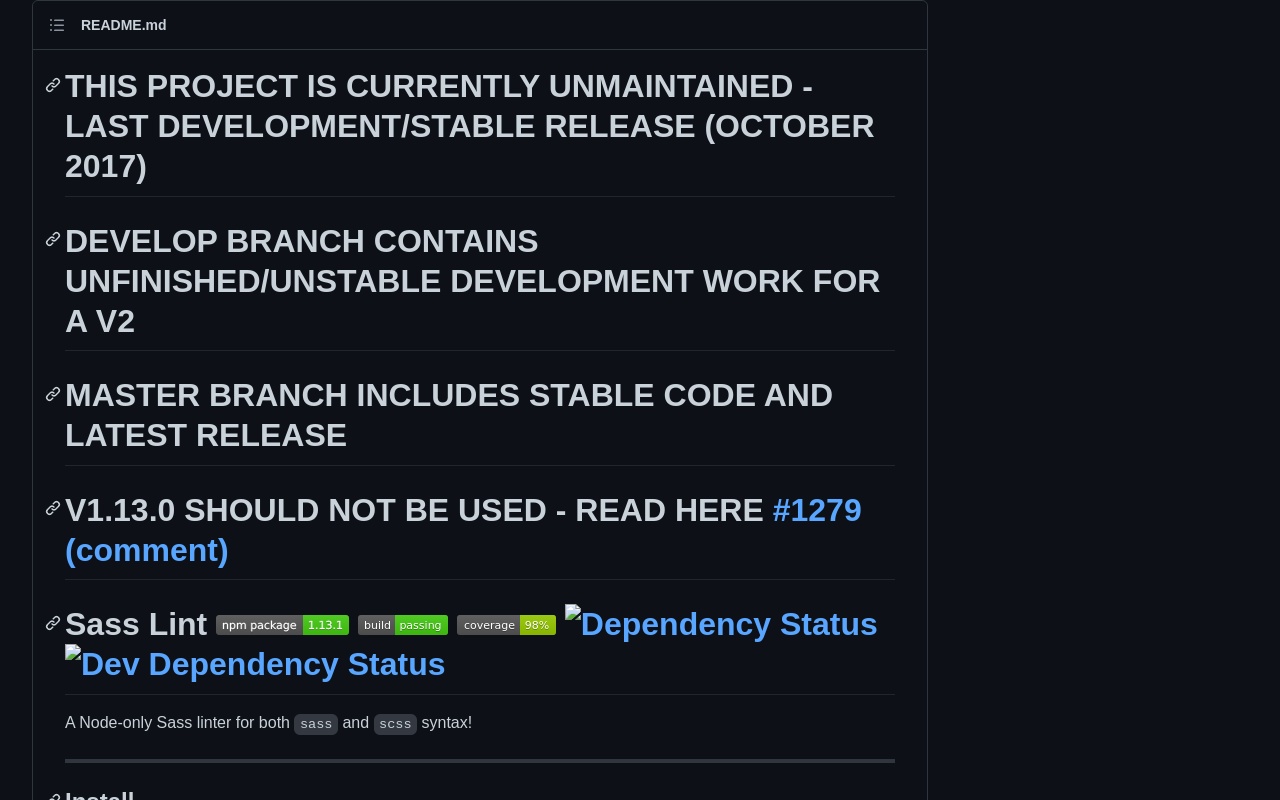 README.md
THIS PROJECT IS CURRENTLY UNMAINTAINED -
LAST DEVELOPMENT/STABLE RELEASE (OCTOBER
2017)
DEVELOP BRANCH CONTAINS
UNFINISHED/UNSTABLE DEVELOPMENT WORK FOR
A V2
MASTER BRANCH INCLUDES STABLE CODE AND
LATEST RELEASE
V1.13.0 SHOULD NOT BE USED - READ HERE #1279
(comment)
Sass Lint npm package 1.13.1 build passing coverage 98% Dependency Status
Dev Dependency Status
A Node-only Sass linter for both sass and scss syntax!
Install